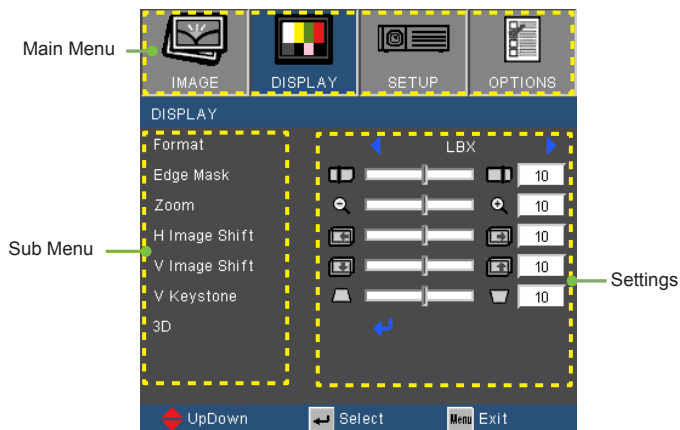 Main Menu
IMAGE DISPLAY SETUP OPTIONS
DISPLAY
Format LBX
Edge Mask 10
Zoom 10
H Image Shift 10
Sub Menu
V Image Shift 10
Settings
V Keystone 10
3D
UpDown Select Menu Exit